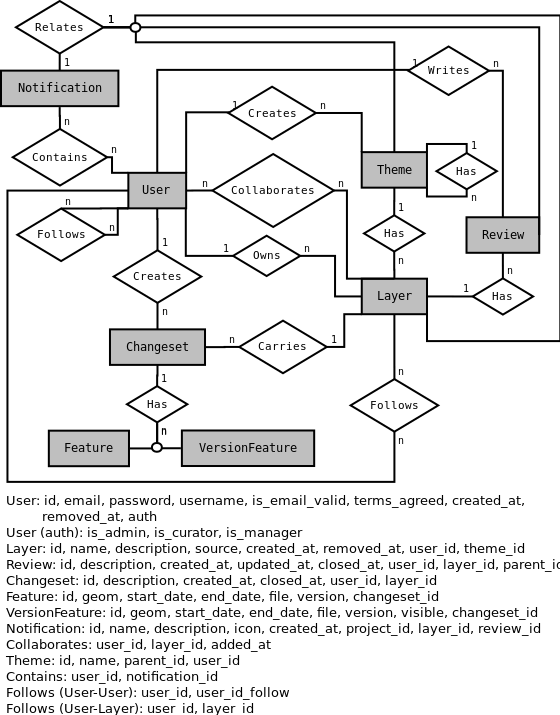 Relates
1
1
Notification
n
Contains
n
Writes
1
n
Creates
1
n
Theme
1
Has
n
User
n
Collaborates
n
1
Has
n
Review
n
Follows
n
1
Owns
n
n
Has
1
1
Creates
n
Layer
Changeset
n
Carries
1
1
Has
n
n
Follows
n
Feature
VersionFeature
User: id, email, password, username, is_email_valid, terms_agreed, created_at,
removed_at, auth
User (auth): is_admin, is_curator, is_manager
Layer: id, name, description, source, created_at, removed_at, user_id, theme_id
Review: id, description, created_at, updated_at, closed_at, user_id, layer_id, parent_id
Changeset: id, description, created_at, closed_at, user_id, layer_id
Feature: id, geom, start_date, end_date, file, version, changeset_id
VersionFeature: id, geom, start_date, end_date, file, version, visible, changeset_id
Notification: id, name, description, icon, created_at, project_id, layer_id, review_id
Collaborates: user_id, layer_id, added_at
Theme: id, name, parent_id, user_id
Contains: user_id, notification_id
Follows (User-User): user_id, user_id_follow
Follows (User-Layer): user_id, layer_id